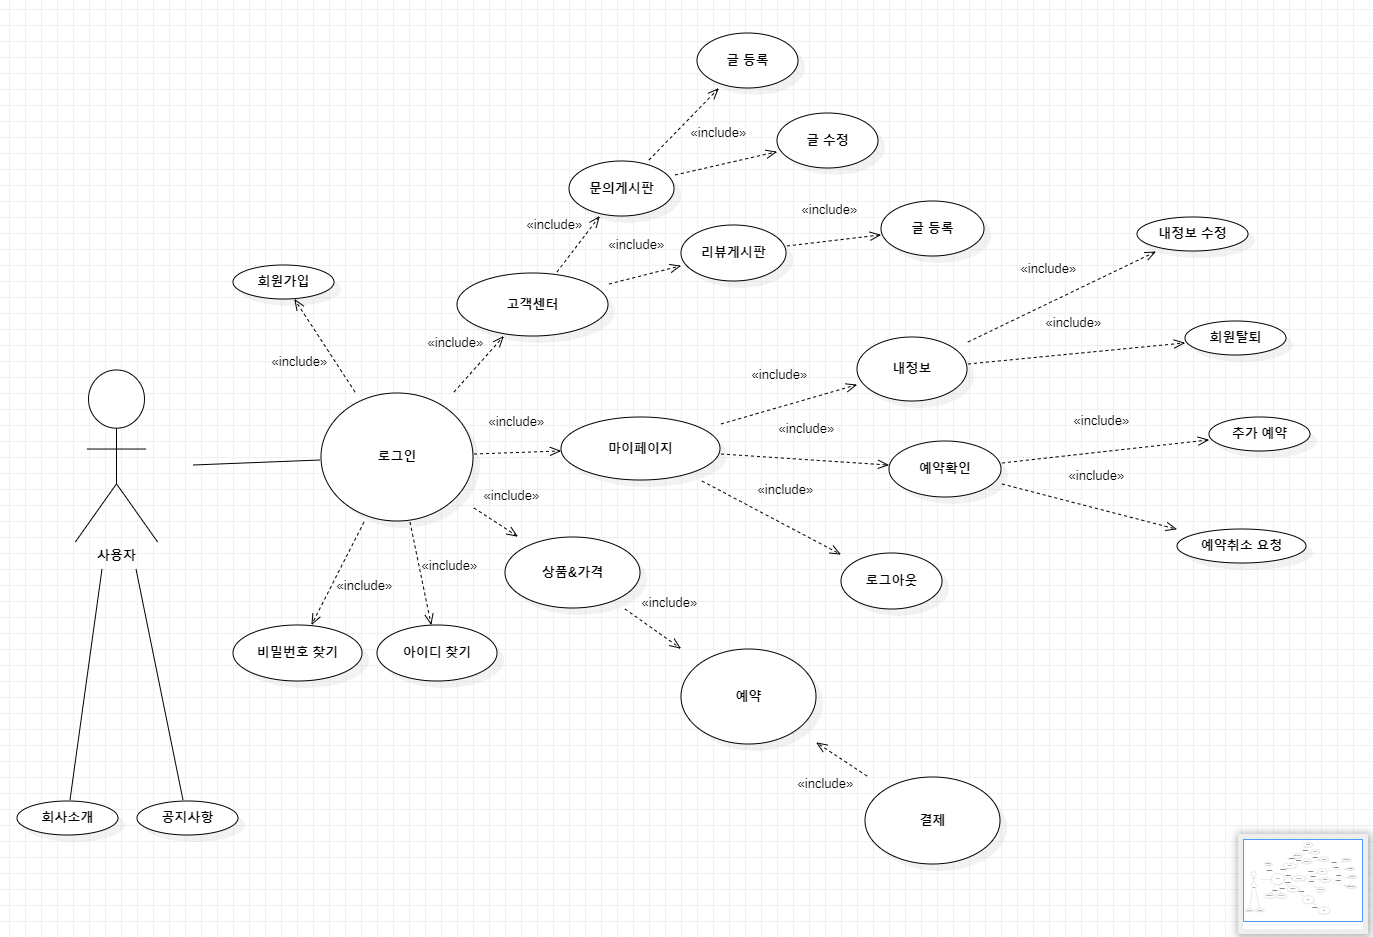 글 등록
«include»
글 수정
문의게시판
«include»
«include»
리뷰게시판
«include»
글 등록
내정보 수정
«include»
회원가입
고객센터
«include»
«include»
«include»
회원탈퇴
내정보
«include»
«include»
«include»
«include»
추가 예약
로그인
마이페이지
예약확인
«include»
예약취소 요청
«include»
«include»
사용자
«include»
«include»
상품&가격
로그아웃
«include»
비밀번호 찾기
아이디 찾기
예약
«include»
결제
회사소개
공지사항